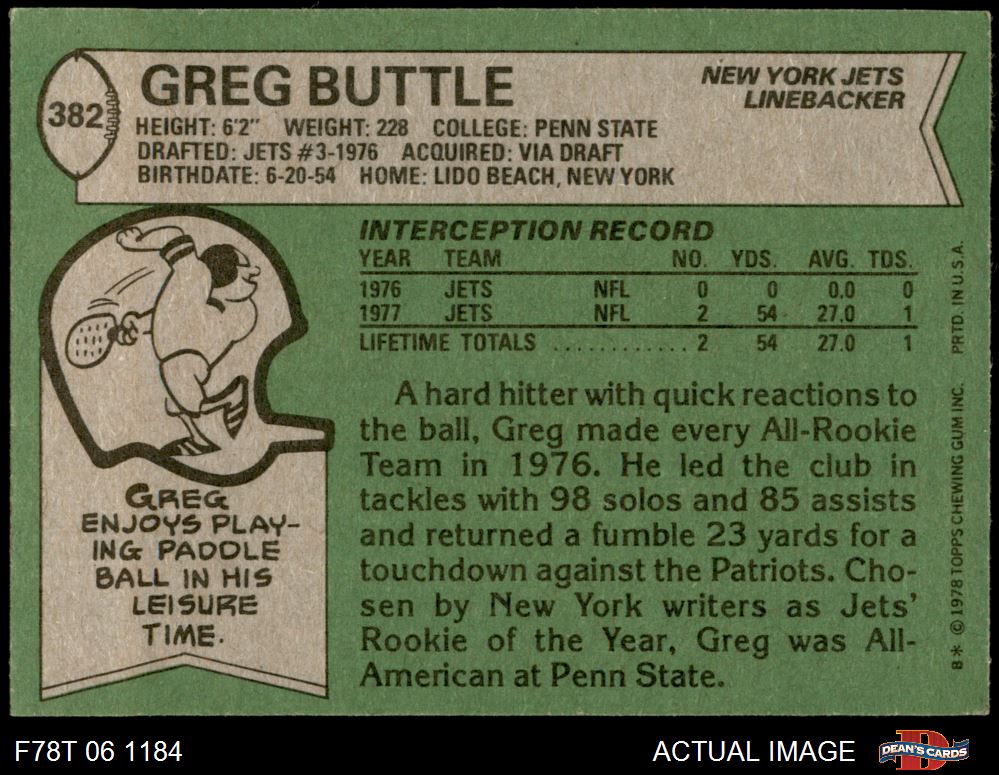 382
GREG BUTTLE
NEW YORK JETS
LINEBACKER
HEIGHT: 6'2" WEIGHT: 228 COLLEGE: PENN STATE
DRAFTED: JETS #3-1976 ACQUIRED: VIA DRAFT
BIRTHDATE: 6-20-54 HOME: LIDO BEACH, NEW YORK
INTERCEPTION RECORD
YEAR TEAM NO. YDS. AVG. TDS.
1976 JETS NFL 0 0 0.0 0
1977 JETS NFL 2 54 27.0 1
LIFETIME TOTALS . . . . . . . . . . . . 2 54 27.0 1
A hard hitter with quick reactions to
the ball, Greg made every All-Rookie
Team in 1976. He led the club in
tackles with 98 solos and 85 assists
and returned a fumble 23 yards for a
touchdown against the Patriots. Cho-
sen by New York writers as Jets'
Rookie of the Year, Greg was All-
American at Penn State.
GREG
ENJOYS PLAY-
ING PADDLE
BALL IN HIS
LEISURE
TIME.
B* © 1978 TOPPS CHEWING GUM INC. PRTD. IN U.S.A.
F78T 06 1184
ACTUAL IMAGE
D
DEAN'S CARDS